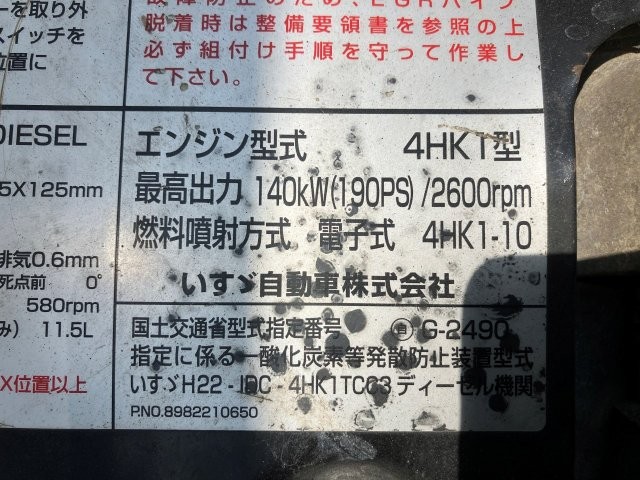 ーを取り外
スイッチを
位置に
故障防止のため、EGRパイプ
脱着時は整備要領書を参照の上
必ず組付け手順を守って作業し
て下さい。
DIESEL
5X125mm
排気0.6mm
死点前 0°
580rpm
み) 11.5L
X位置以上
エンジン型式 4HK1型
最高出力 140kW(190PS)/2600rpm
燃料噴射方式 電子式 4HK1-10
いすゞ自動車株式会社
国土交通省型式指定番号 ㊒ G-2490
指定に係る一酸化炭素等発散防止装置型式
いすゞH22-JDC-4HK1TCC3ディーゼル機関
P.NO.8982210650